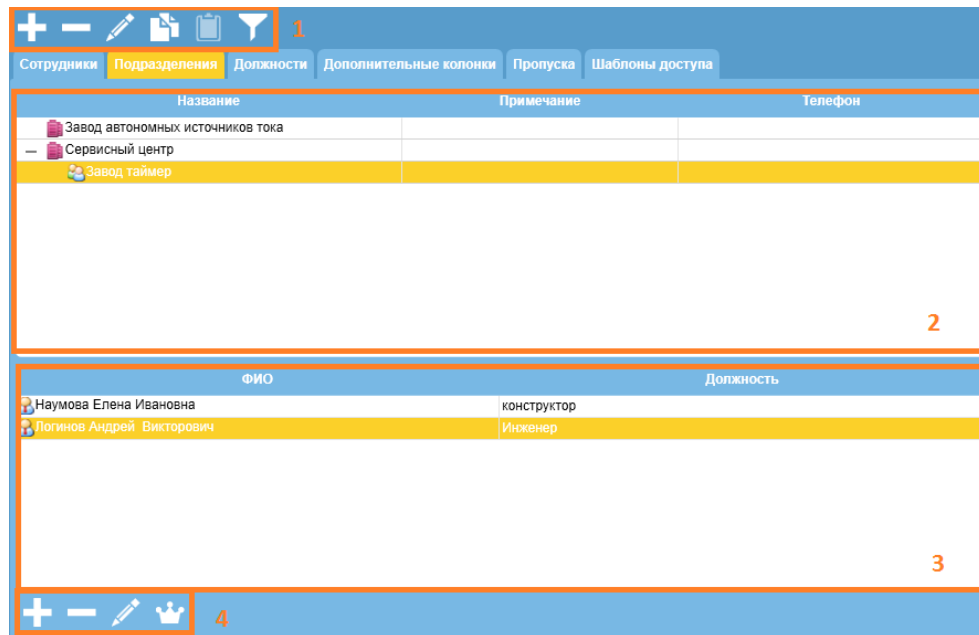 1
Сотрудники Подразделения Должности Дополнительные колонки Пропуска Шаблоны доступа
Название Примечание Телефон
Завод автономных источников тока
Сервисный центр
Завод таймер
2
ФИО Должность
Наумова Елена Ивановна конструктор
Логинов Андрей Викторович Инженер
3
4